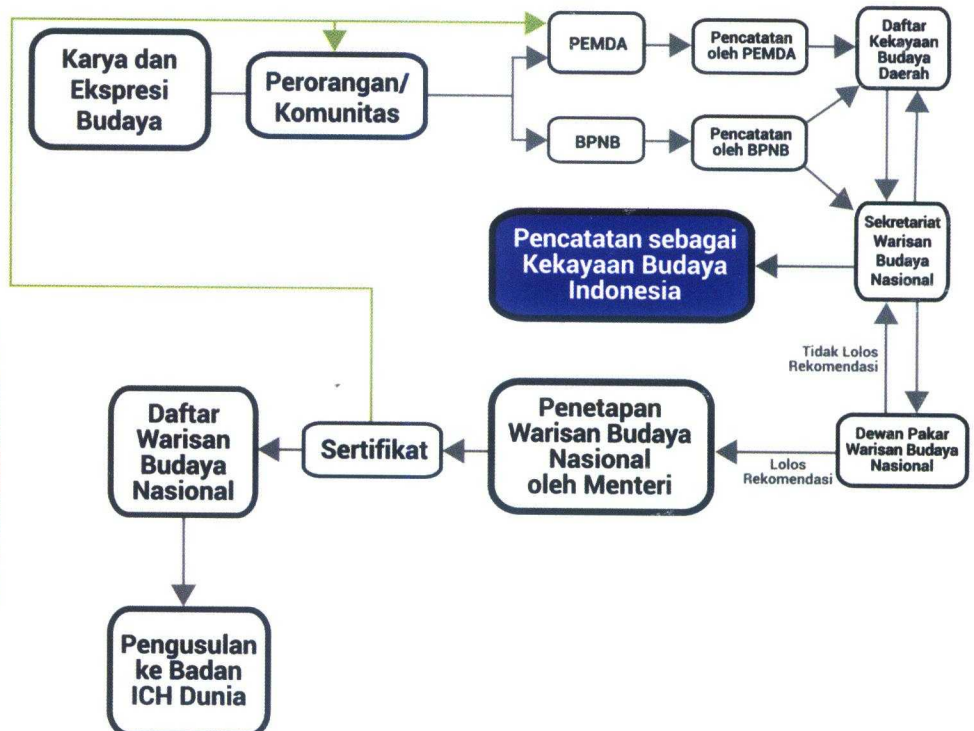 Karya dan
Ekspresi
Budaya
Perorangan/
Komunitas
PEMDA
Pencatatan
oleh PEMDA
Daftar
Kekayaan
Budaya
Daerah
BPNB
Pencatatan
oleh BPNB
Sekretariat
Warisan
Budaya
Nasional
Pencatatan sebagai
Kekayaan Budaya
Indonesia
Tidak Lolos
Rekomendasi
Dewan Pakar
Warisan Budaya
Nasional
Lolos
Rekomendasi
Penetapan
Warisan Budaya
Nasional
oleh Menteri
Sertifikat
Daftar
Warisan
Budaya
Nasional
Pengusulan
ke Badan
ICH Dunia